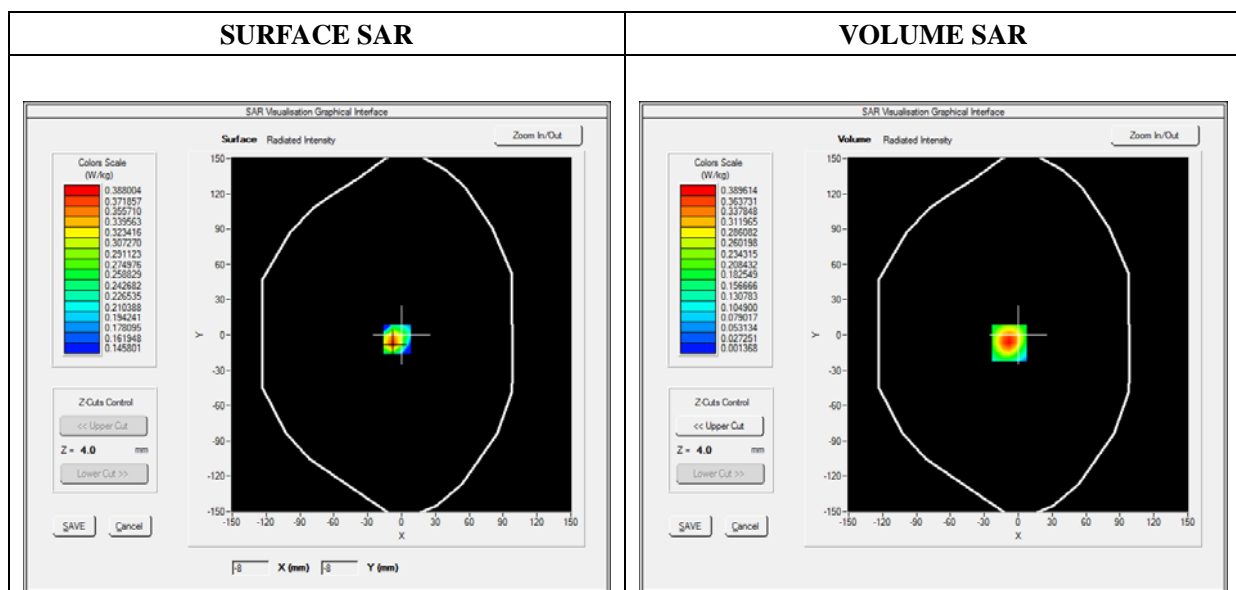 SURFACE SAR
VOLUME SAR
SAR Visualisation Graphical Interface
Surface Radiated Intensity
Zoom In/Out
Colors Scale
(W/kg)
0.388004
0.371857
0.355710
0.339563
0.323416
0.307270
0.291123
0.274976
0.258829
0.242682
0.226535
0.210388
0.194241
0.178095
0.161948
0.145801
Z-Cuts Control
<< Upper Cut
Z = 4.0 mm
Lower Cut >>
SAVE Cancel
150
120
90
60
30
0
-30
-60
-90
-120
-150
Y
-150 -120 -90 -60 -30 0 30 60 90 120 150
X
-8 X (mm) -8 Y (mm)
SAR Visualisation Graphical Interface
Volume Radiated Intensity
Zoom In/Out
Colors Scale
(W/kg)
0.389614
0.363731
0.337848
0.311965
0.286082
0.260198
0.234315
0.208432
0.182549
0.156666
0.130783
0.104900
0.079017
0.053134
0.027251
0.001368
Z-Cuts Control
<< Upper Cut
Z = 4.0 mm
Lower Cut >>
SAVE Cancel
150
120
90
60
30
0
-30
-60
-90
-120
-150
Y
-150 -120 -90 -60 -30 0 30 60 90 120 150
X